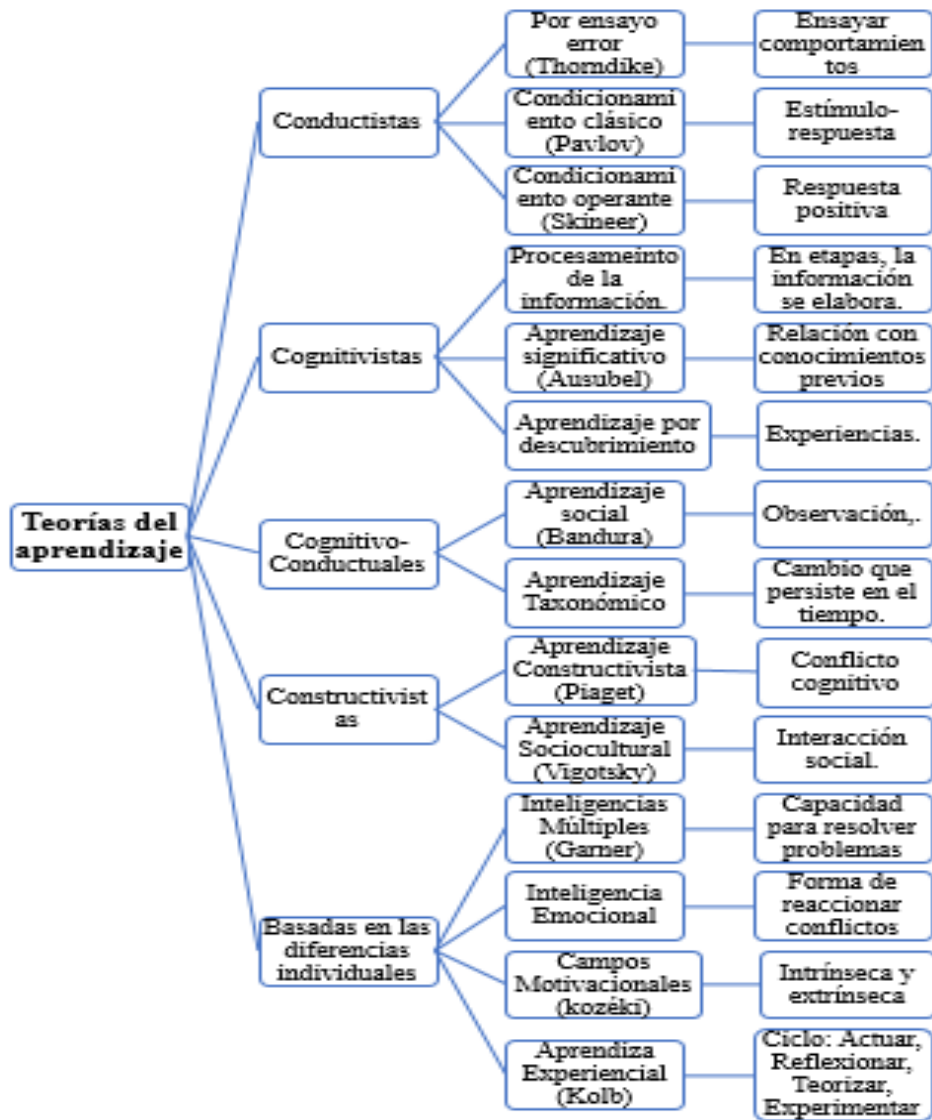 Teorías del
aprendizaje
Conductistas
Por ensayo
error
(Thorndike)
Ensayar
comportamien
tos
Condicionami
ento clásico
(Pavlov)
Estímulo-
respuesta
Condicionami
ento operante
(Skineer)
Respuesta
positiva
Cognitivistas
Procesameinto
de la
información.
En etapas, la
información
se elabora.
Aprendizaje
significativo
(Ausubel)
Relación con
conocimientos
previos
Aprendizaje por
descubrimiento
Experiencias.
Cognitivo-
Conductuales
Aprendizaje
social
(Bandura)
Observación,.
Aprendizaje
Taxonómico
Cambio que
persiste en el
tiempo.
Constructivist
as
Aprendizaje
Constructivista
(Piaget)
Conflicto
cognitivo
Aprendizaje
Sociocultural
(Vigotsky)
Interacción
social.
Basadas en las
diferencias
individuales
Inteligencias
Múltiples
(Garner)
Capacidad
para resolver
problemas
Inteligencia
Emocional
Forma de
reaccionar
conflictos
Campos
Motivacionales
(kozéki)
Intrínseca y
extrínseca
Aprendiza
Experiencial
(Kolb)
Ciclo: Actuar,
Reflexionar,
Teorizar,
Experimentar